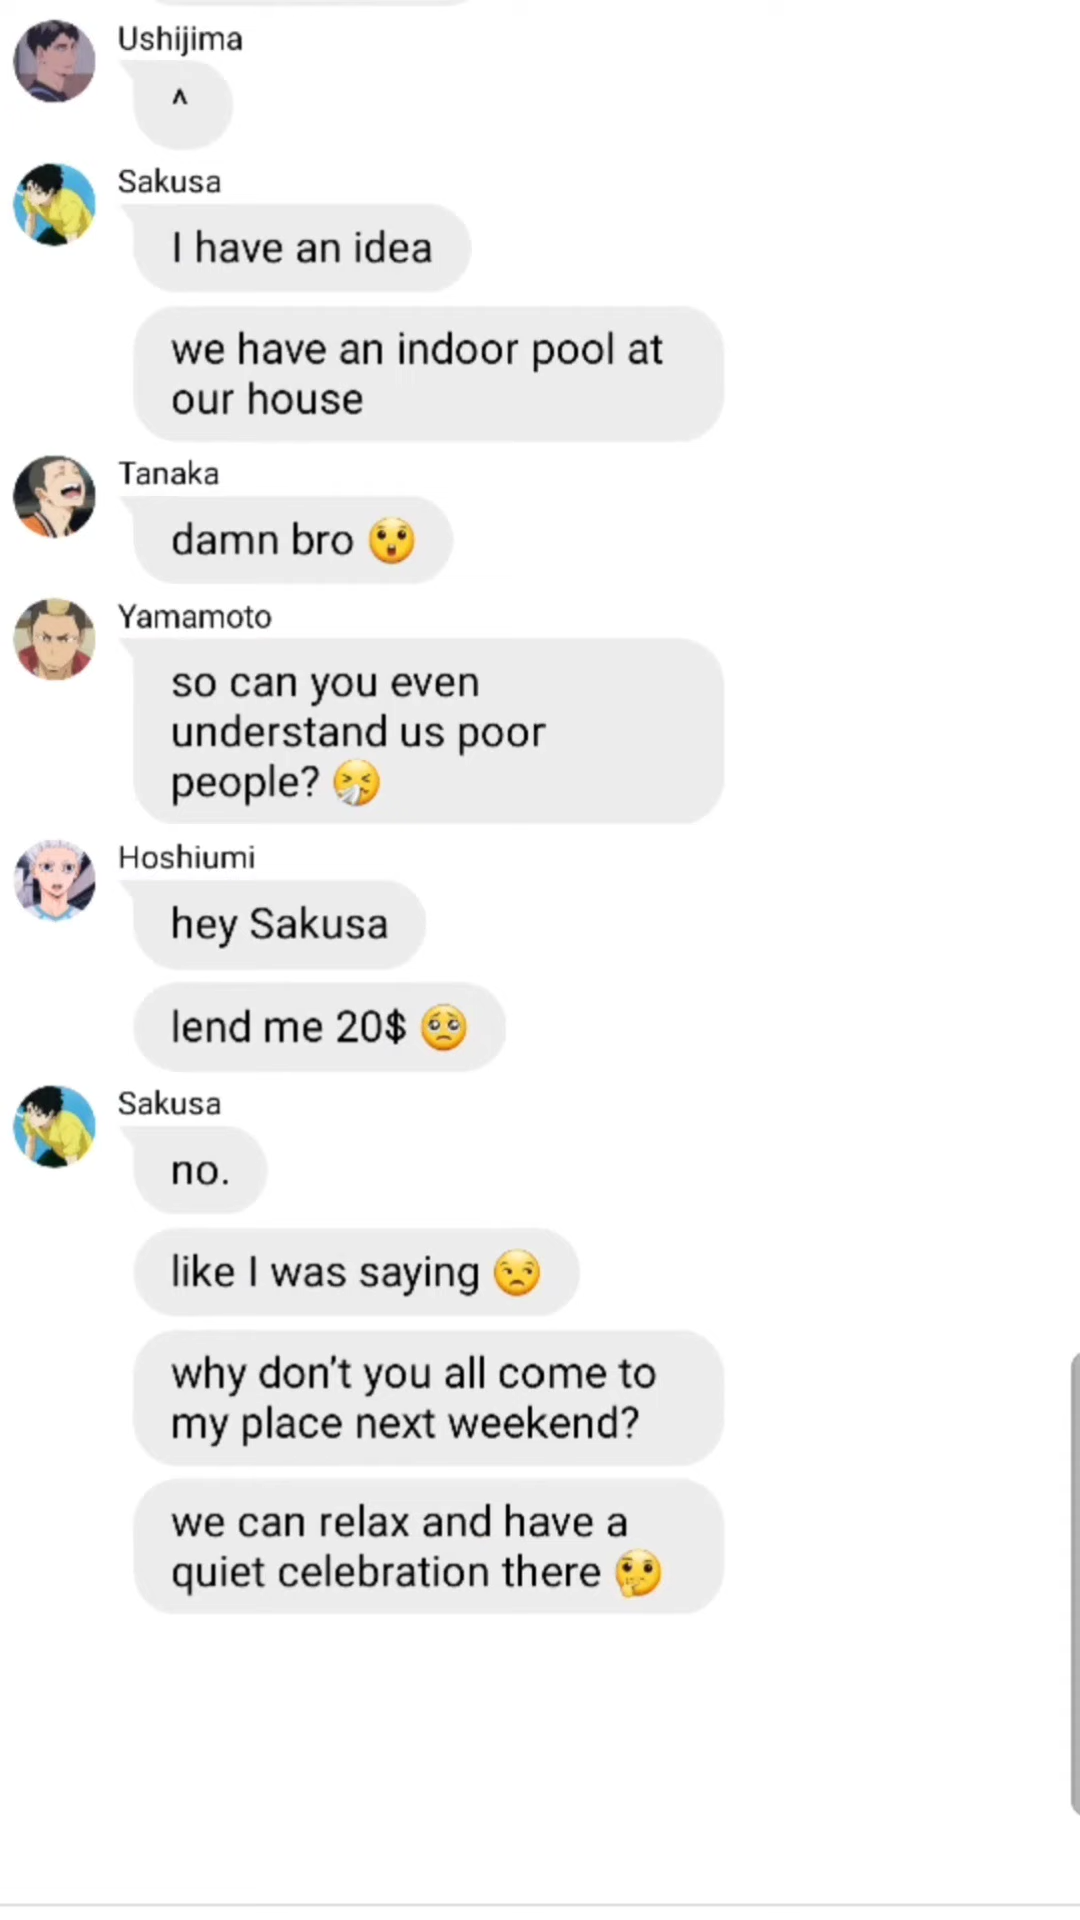 Ushijima
^
Sakusa
I have an idea
we have an indoor pool at
our house
Tanaka
damn bro 😯
Yamamoto
so can you even
understand us poor
people? 🤧
Hoshiumi
hey Sakusa
lend me 20$ 🥺
Sakusa
no.
like I was saying 😒
why don't you all come to
my place next weekend?
we can relax and have a
quiet celebration there 🤔